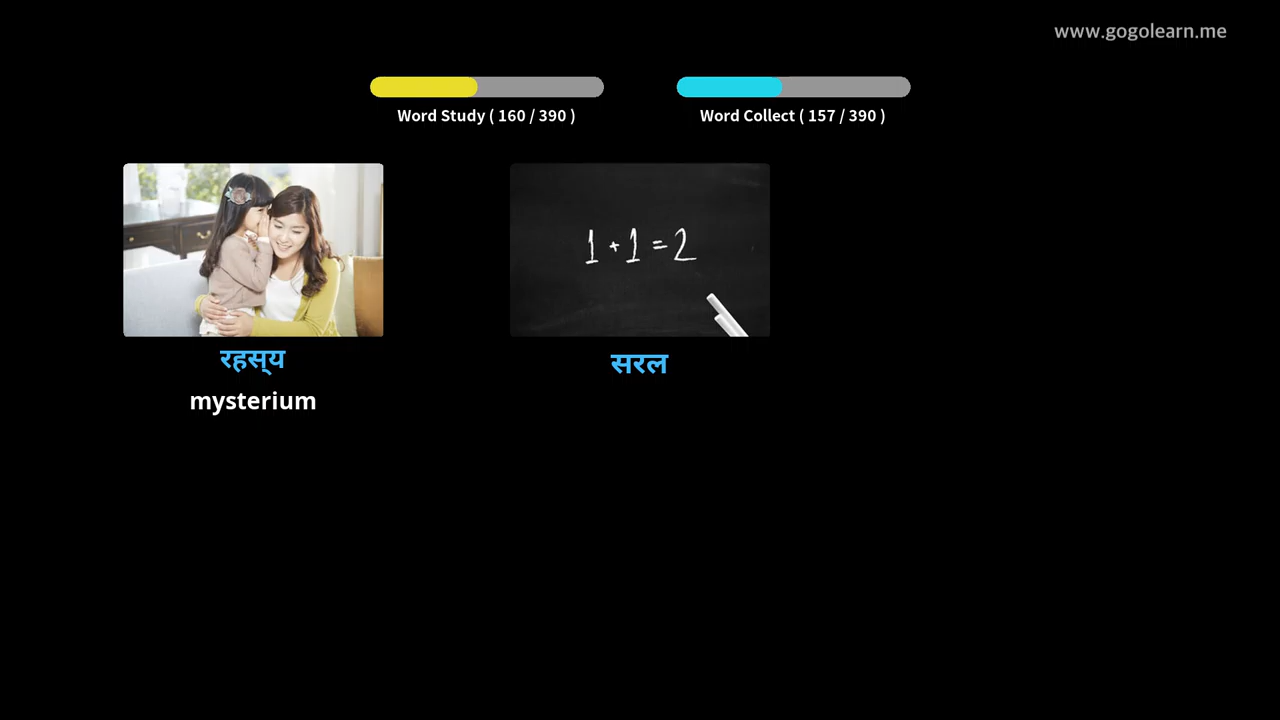 www.gogolearn.me
Word Study ( 160 / 390 )
Word Collect ( 157 / 390 )
1+1=2
रहस्य
सरल
mysterium